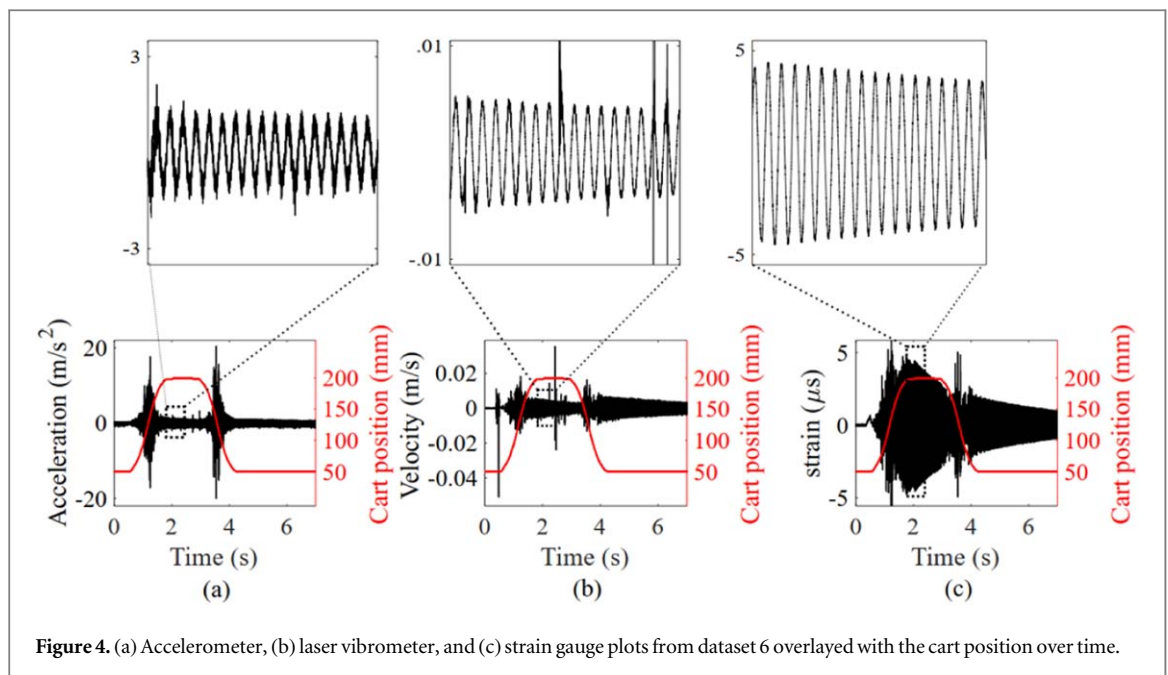 3
-3
.01
-.01
5
-5
Acceleration (m/s²)
20
0
-20
200
150
100
50
Cart position (mm)
0 2 4 6
Time (s)
(a)
Velocity (m/s)
0.02
0
-0.02
-0.04
200
150
100
50
Cart position (mm)
0 2 4 6
Time (s)
(b)
strain (μs)
5
0
-5
200
150
100
50
Cart position (mm)
0 2 4 6
Time (s)
(c)
Figure 4. (a) Accelerometer, (b) laser vibrometer, and (c) strain gauge plots from dataset 6 overlayed with the cart position over time.